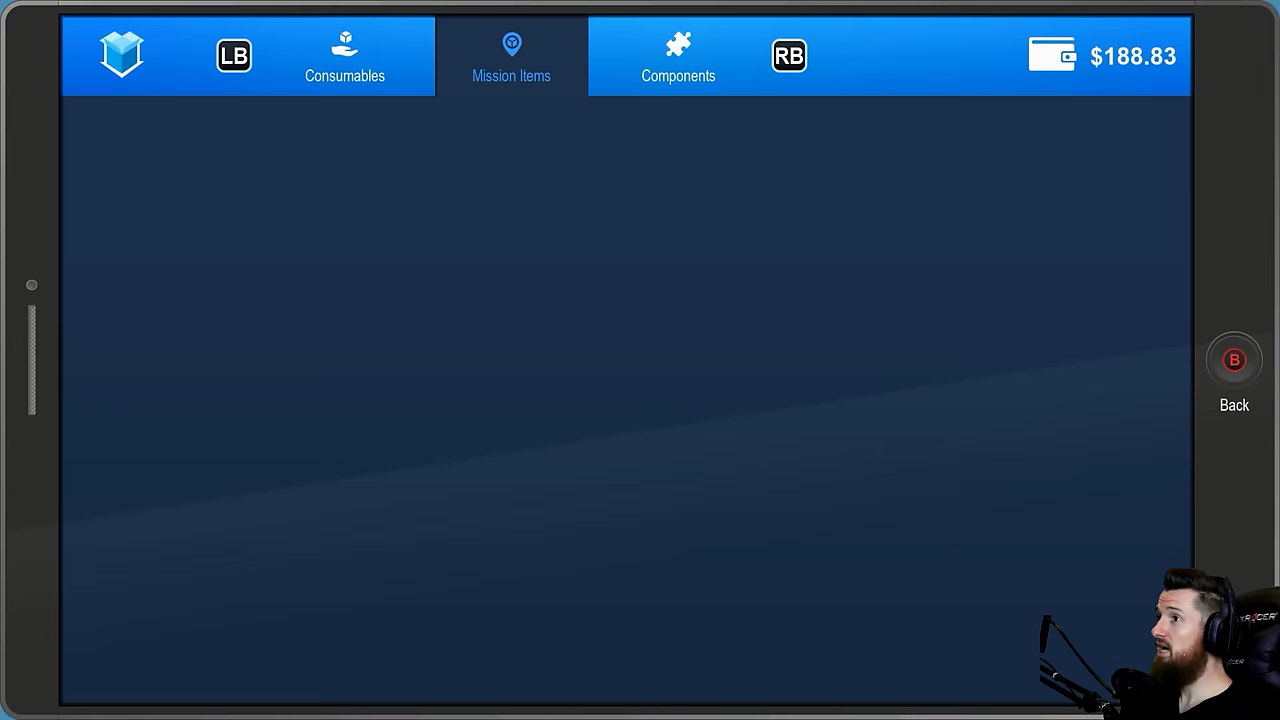 LB
Consumables
Mission Items
Components
RB
$188.83
B
Back